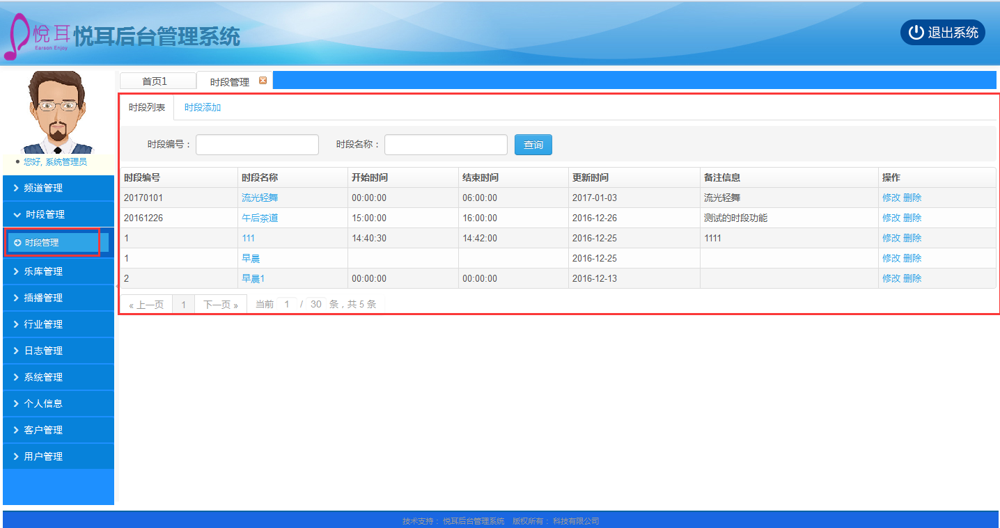 悦耳 悦耳后台管理系统 退出系统
Earson Enjoy
首页1 时段管理
您好, 系统管理员
频道管理
时段管理
时段管理
乐库管理
插播管理
行业管理
日志管理
系统管理
个人信息
客户管理
用户管理
时段列表 时段添加
时段编号： 时段名称： 查询
时段编号 时段名称 开始时间 结束时间 更新时间 备注信息 操作
20170101 流光轻舞 00:00:00 06:00:00 2017-01-03 流光轻舞 修改 删除
20161226 午后茶道 15:00:00 16:00:00 2016-12-26 测试的时段功能 修改 删除
1 111 14:40:30 14:42:00 2016-12-25 1111 修改 删除
1 早晨 2016-12-25 修改 删除
2 早晨1 00:00:00 00:00:00 2016-12-13 修改 删除
« 上一页 1 下一页 » 当前 1 / 30 条，共 5 条
技术支持： 悦耳后台管理系统 版权所有： 科技有限公司